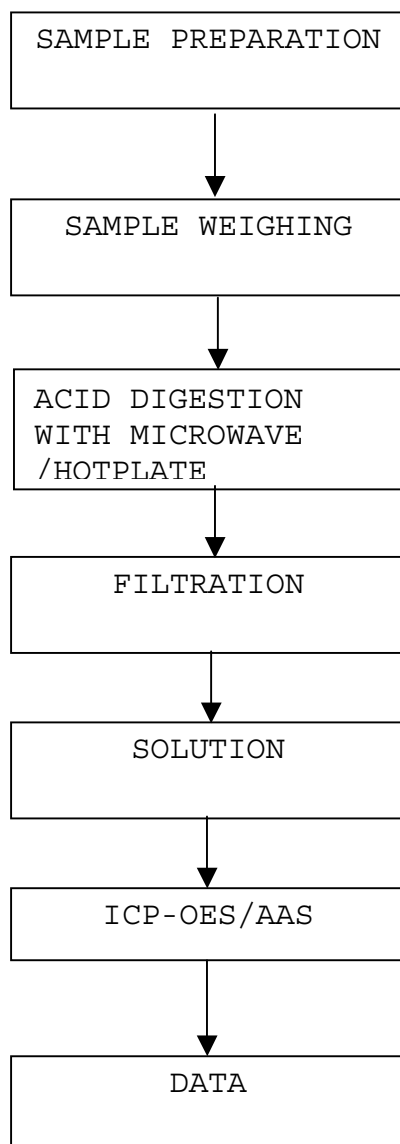 SAMPLE PREPARATION
SAMPLE WEIGHING
ACID DIGESTION
WITH MICROWAVE
/HOTPLATE
FILTRATION
SOLUTION
ICP-OES/AAS
DATA